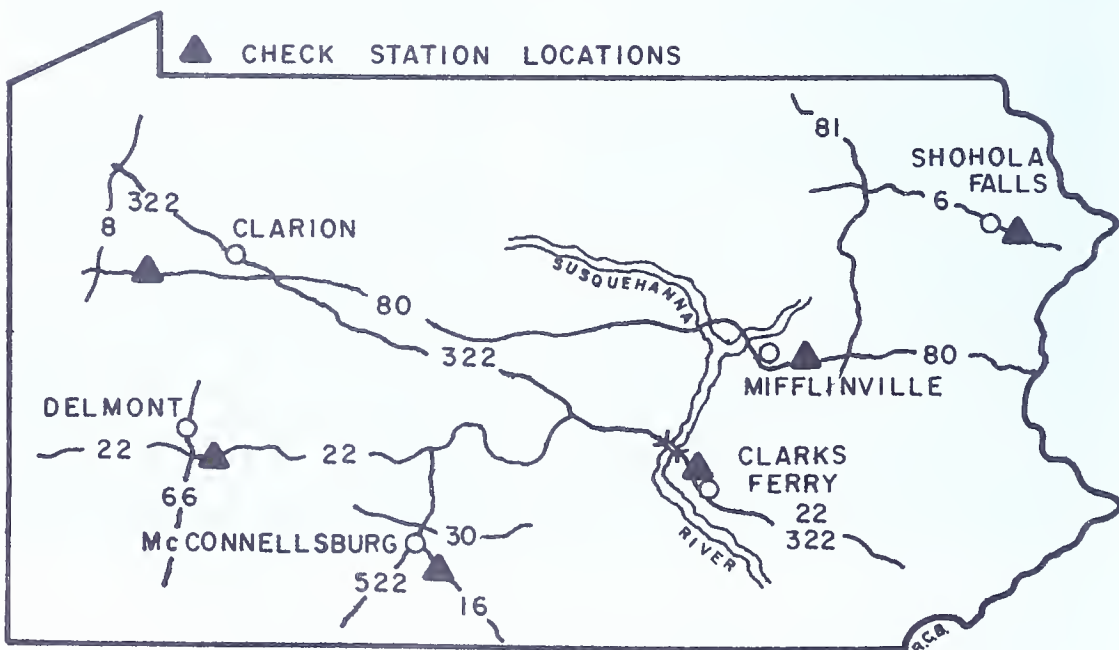 CHECK STATION LOCATIONS
81
SHOHOLA
FALLS
6
322
8
CLARION
SUSQUEHANNA
80
322
80
MIFFLINVILLE
DELMONT
22
22
CLARKS
FERRY
22
322
66
McCONNELLSBURG
30
RIVER
522
16
R.C.B.